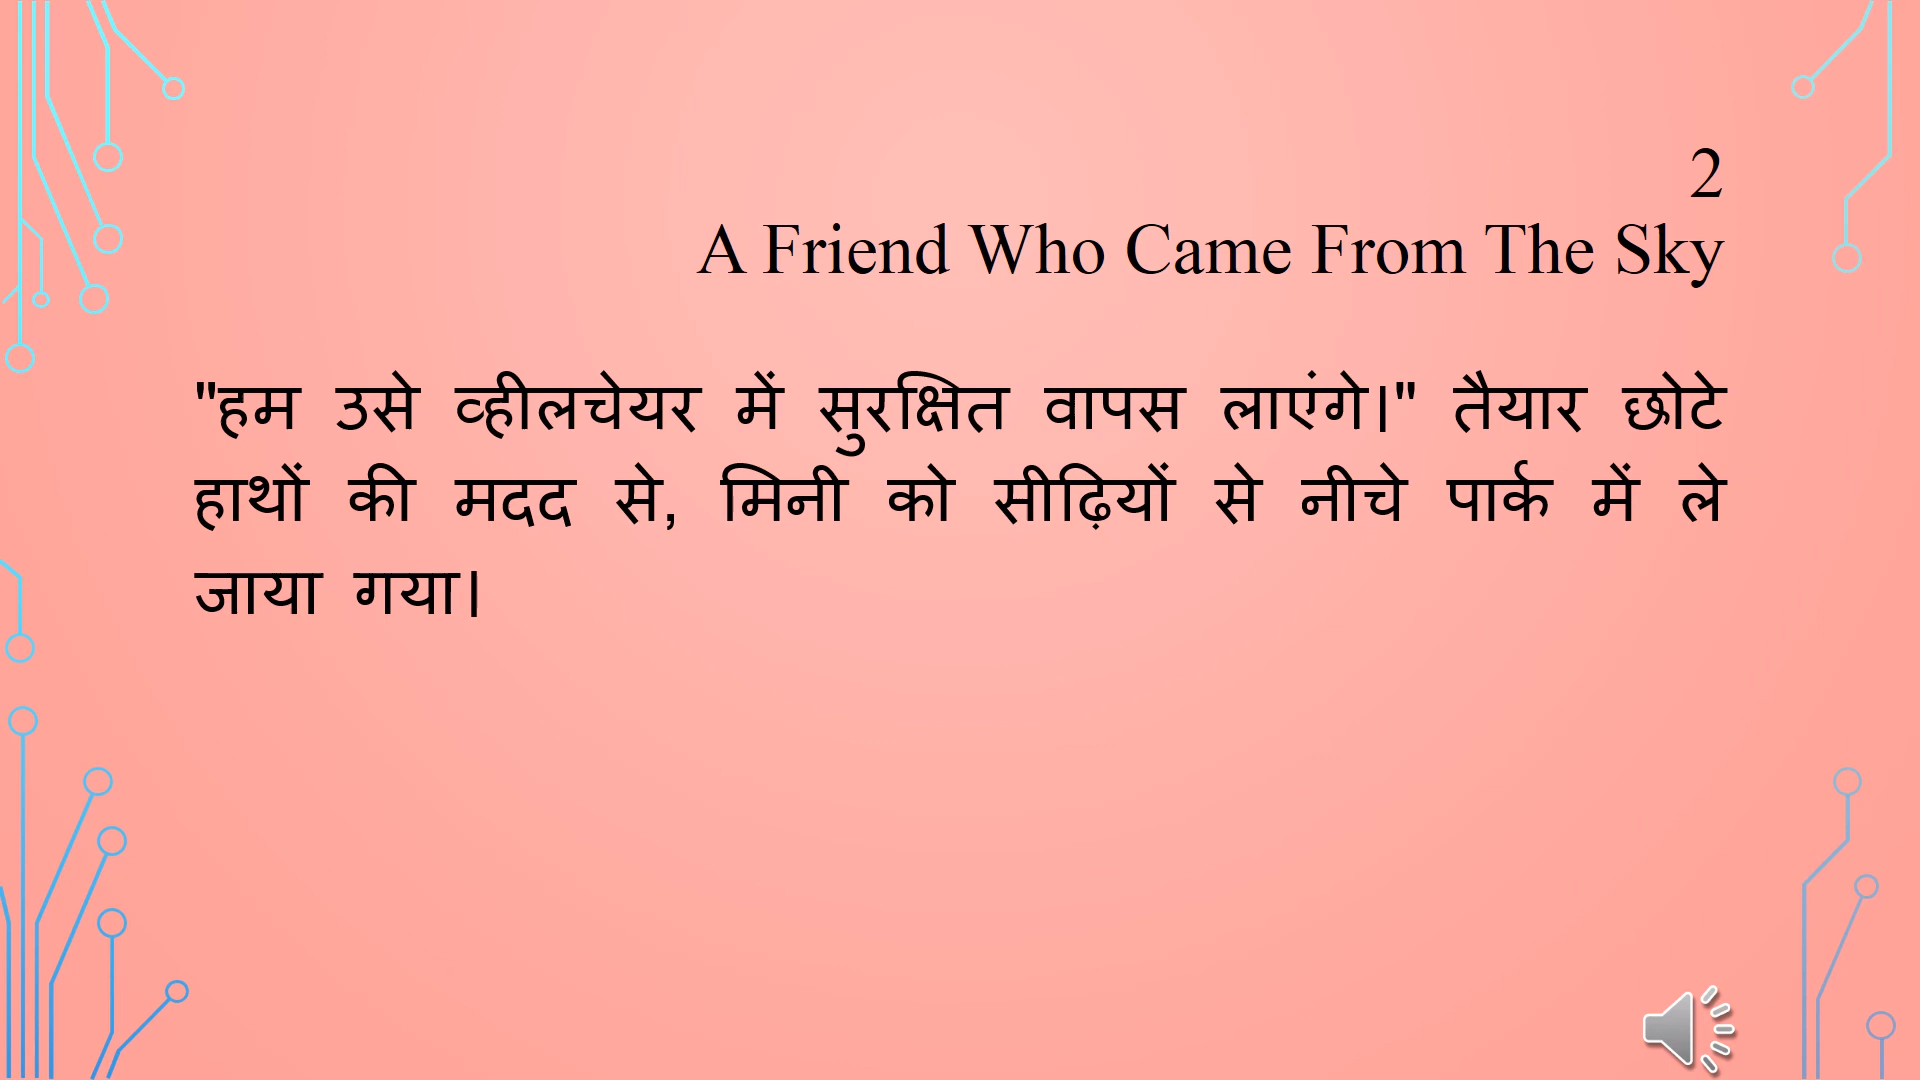 2
A Friend Who Came From The Sky
"हम उसे व्हीलचेयर में सुरक्षित वापस लाएंगे।" तैयार छोटे
हाथों की मदद से, मिनी को सीढ़ियों से नीचे पार्क में ले
जाया गया।